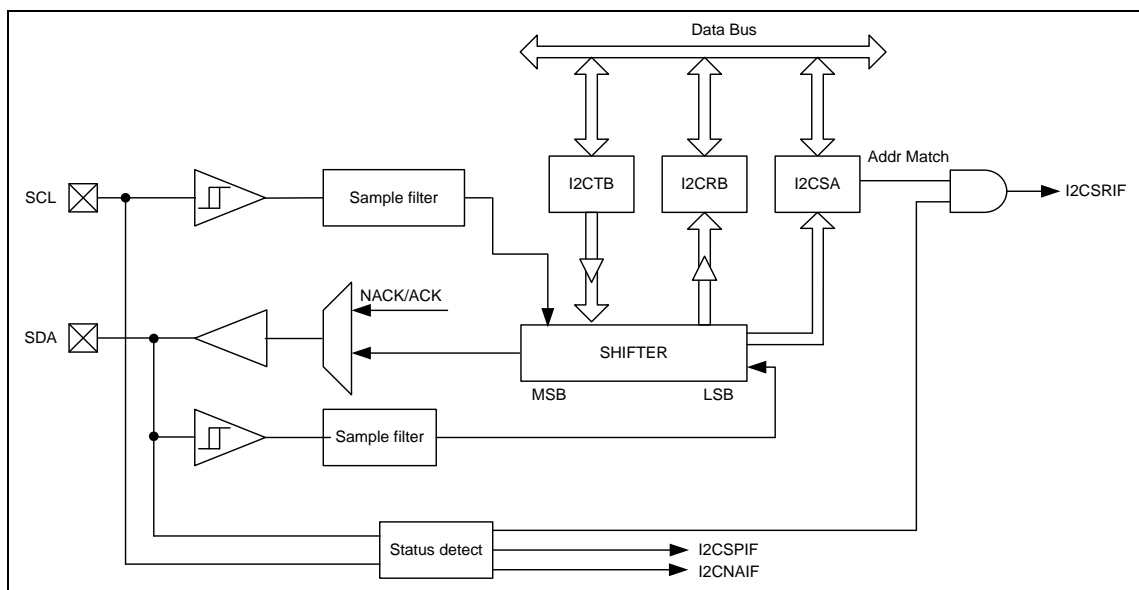 Data Bus
I2CTB
I2CRB
I2CSA
Addr Match
I2CSRIF
SCL
Sample filter
NACK/ACK
SDA
SHIFTER
MSB
LSB
Sample filter
Status detect
I2CSPIF
I2CNAIF